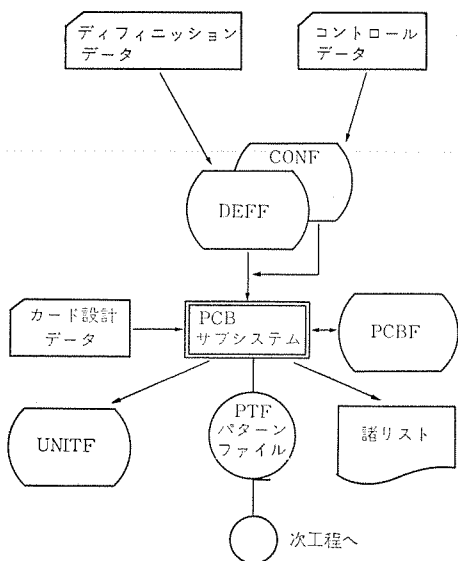 ディフィニッション
データ
コントロール
データ
CONF
DEFF
カード設計
データ
PCB
サブシステム
PCBF
UNITF
PTF
パターン
ファイル
諸リスト
次工程へ